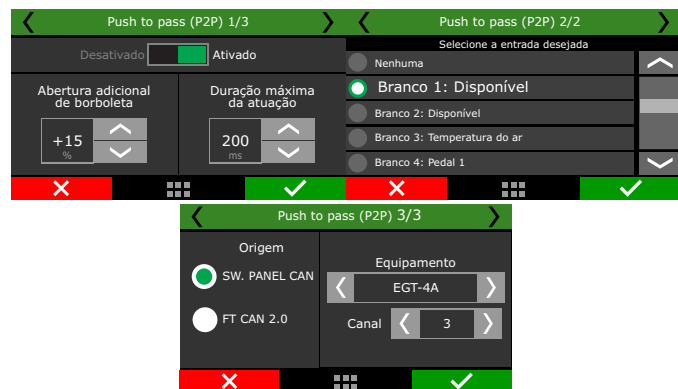 Push to pass (P2P) 1/3
Desativado
Ativado
Abertura adicional
de borboleta
+15
%
Duração máxima
da atuação
200
ms
Push to pass (P2P) 2/2
Selecione a entrada desejada
Nenhuma
Branco 1: Disponível
Branco 2: Disponível
Branco 3: Temperatura do ar
Branco 4: Pedal 1
Push to pass (P2P) 3/3
Origem
SW. PANEL CAN
FT CAN 2.0
Equipamento
EGT-4A
Canal 3